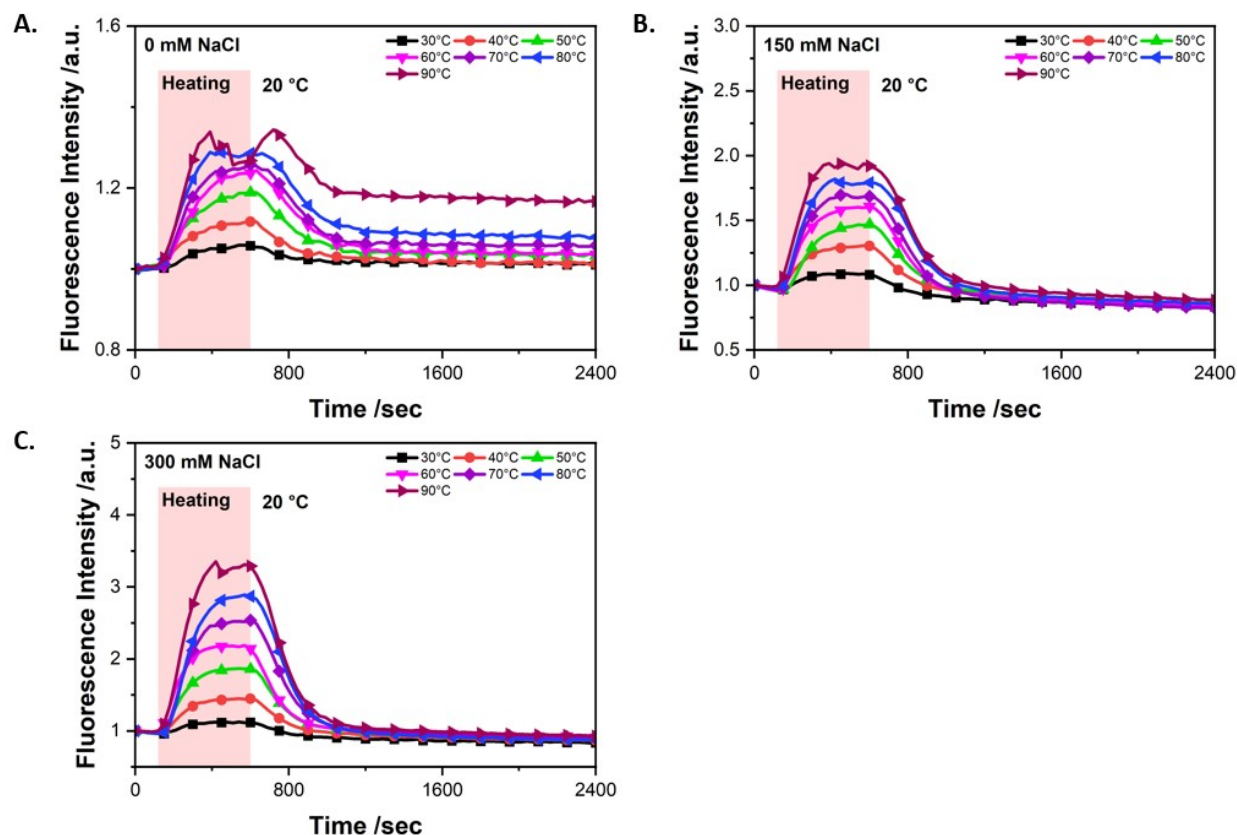 A.
0 mM NaCl
30°C 40°C 50°C
60°C 70°C 80°C
90°C
Heating
20 °C
1.6
1.2
0.8
0 800 1600 2400
Fluorescence Intensity /a.u.
Time /sec
B.
150 mM NaCl
30°C 40°C 50°C
60°C 70°C 80°C
90°C
Heating
20 °C
3.0
2.5
2.0
1.5
1.0
0.5
0 800 1600 2400
Fluorescence Intensity /a.u.
Time /sec
C.
300 mM NaCl
30°C 40°C 50°C
60°C 70°C 80°C
90°C
Heating
20 °C
5
4
3
2
1
0 800 1600 2400
Fluorescence Intensity /a.u.
Time /sec